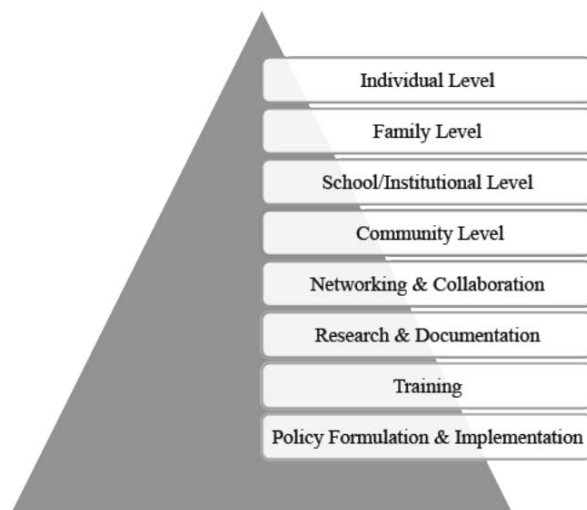 Individual Level
Family Level
School/Institutional Level
Community Level
Networking & Collaboration
Research & Documentation
Training
Policy Formulation & Implementation